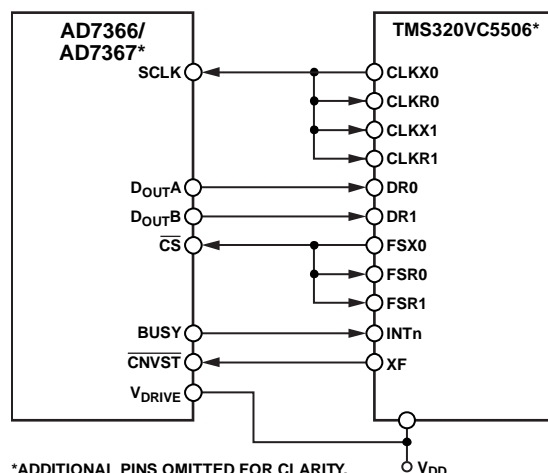 AD7366/
AD7367*
TMS320VC5506*
SCLK
CLKX0
CLKR0
CLKX1
CLKR1
DOUTA
DR0
DOUTB
DR1
CS
FSX0
FSR0
FSR1
BUSY
INTn
CNVST
XF
VDRIVE
VDD
*ADDITIONAL PINS OMITTED FOR CLARITY.